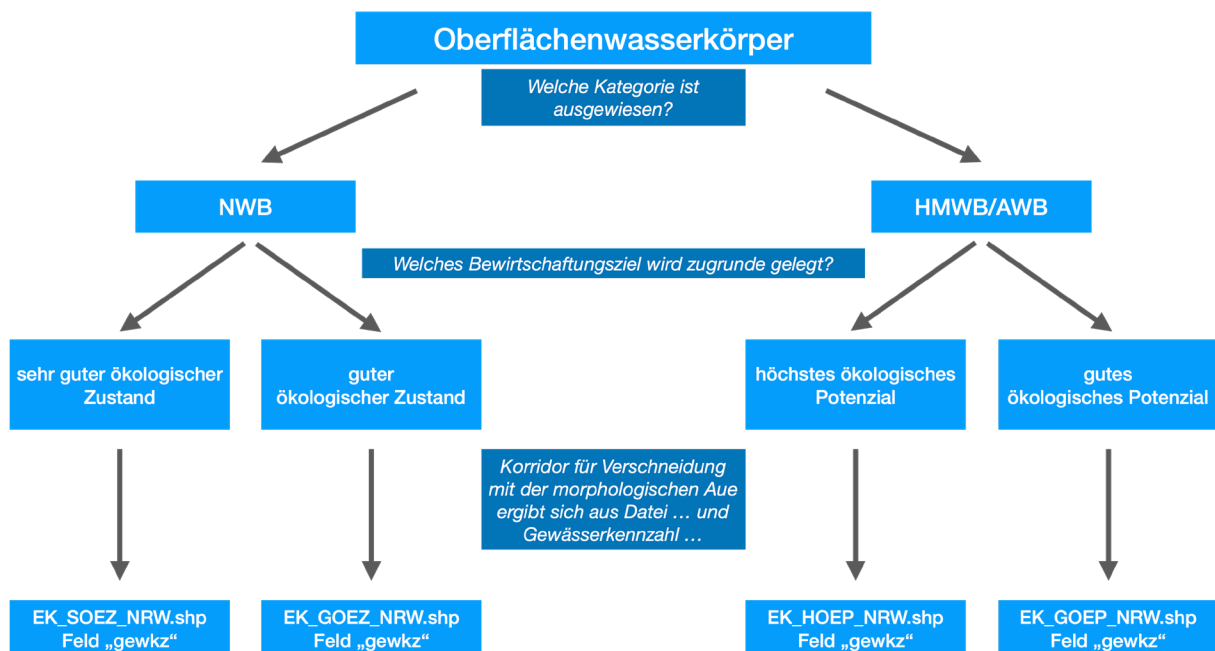 Oberflächenwasserkörper
Welche Kategorie ist
ausgewiesen?
NWB
HMWB/AWB
Welches Bewirtschaftungsziel wird zugrunde gelegt?
sehr guter ökologischer
Zustand
guter
ökologischer Zustand
höchstes ökologisches
Potenzial
gutes
ökologisches Potenzial
Korridor für Verschneidung
mit der morphologischen Aue
ergibt sich aus Datei … und
Gewässerkennzahl …
EK_SOEZ_NRW.shp
Feld „gewkz“
EK_GOEZ_NRW.shp
Feld „gewkz“
EK_HOEP_NRW.shp
Feld „gewkz“
EK_GOEP_NRW.shp
Feld „gewkz“